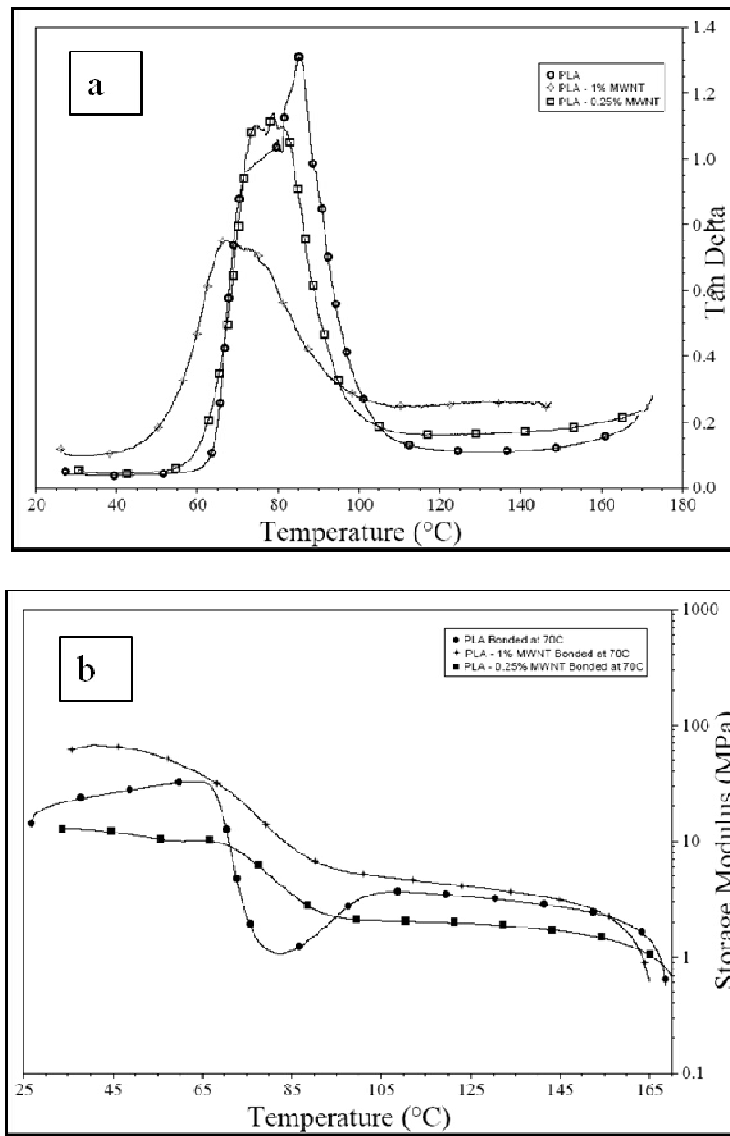 a
PLA
PLA - 1% MWNT
PLA - 0.25% MWNT
1.4
1.2
1.0
0.8
0.6
0.4
0.2
0.0
Tan Delta
20 40 60 80 100 120 140 160 180
Temperature (°C)
b
PLA Bonded at 70C
PLA - 1% MWNT Bonded at 70C
PLA - 0.25% MWNT Bonded at 70C
1000
100
10
1
0.1
Storage Modulus (MPa)
25 45 65 85 105 125 145 165
Temperature (°C)